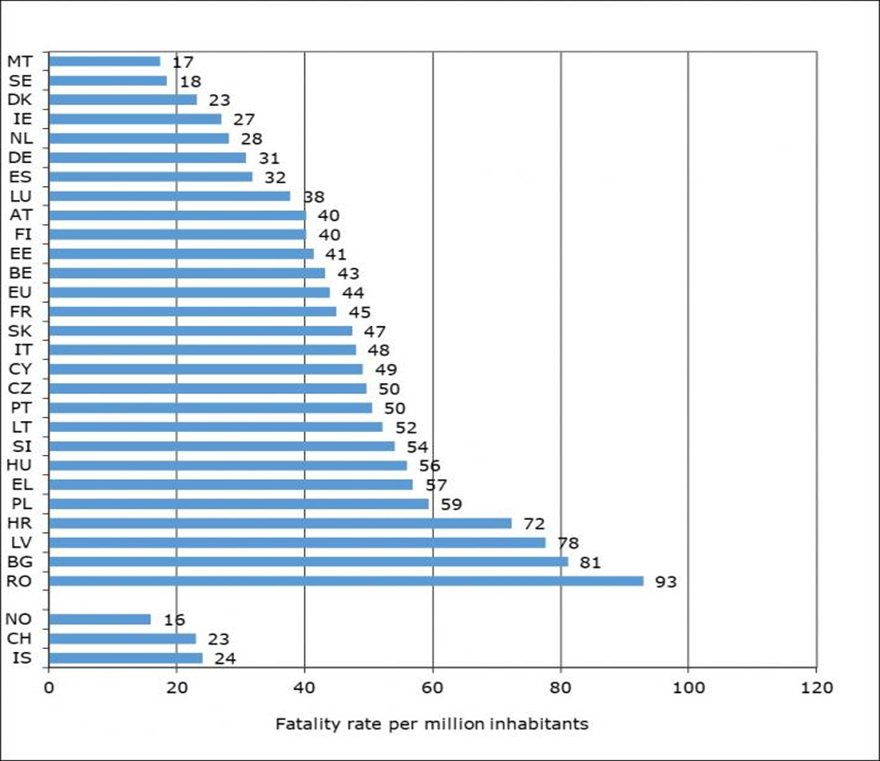 MT 17
SE 18
DK 23
IE 27
NL 28
DE 31
ES 32
LU 38
AT 40
FI 40
EE 41
BE 43
EU 44
FR 45
SK 47
IT 48
CY 49
CZ 50
PT 50
LT 52
SI 54
HU 56
EL 57
PL 59
HR 72
LV 78
BG 81
RO 93
NO 16
CH 23
IS 24
0 20 40 60 80 100 120
Fatality rate per million inhabitants